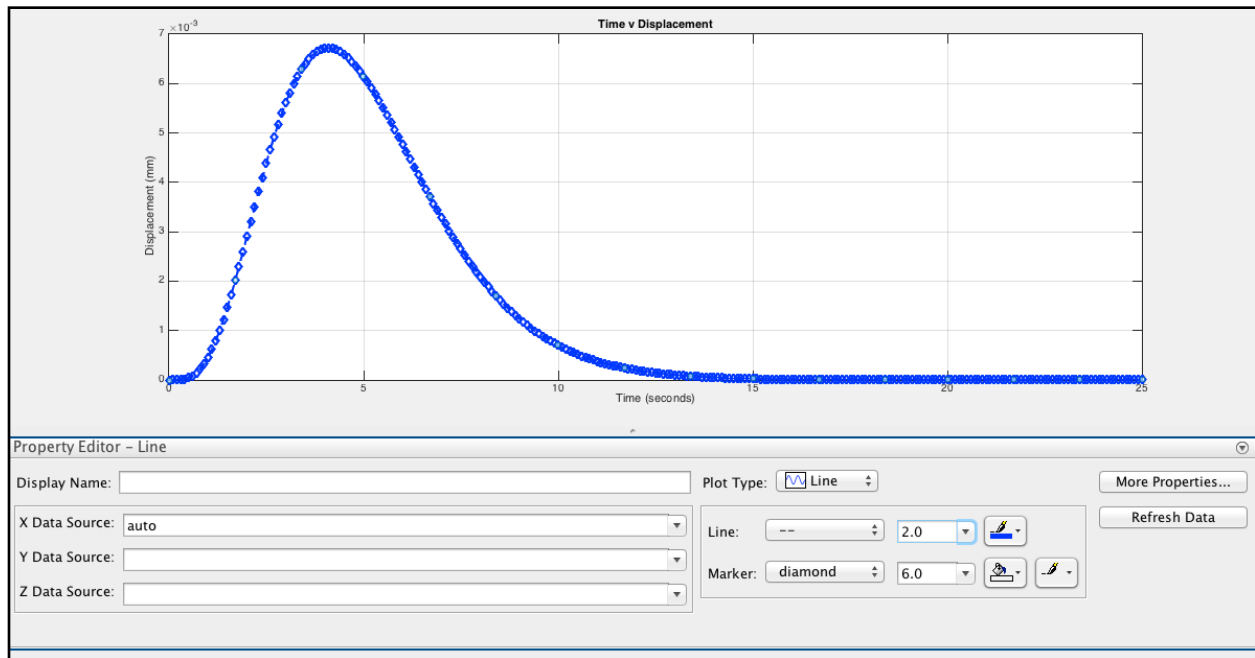 Time v Displacement
×10-3
7
6
5
4
3
2
1
0
Displacement (mm)
0 5 10 15 20 25
Time (seconds)
Property Editor – Line
Display Name:
Plot Type: Line
More Properties...
X Data Source: auto
Line: -- 2.0
Refresh Data
Y Data Source:
Marker: diamond 6.0
Z Data Source: